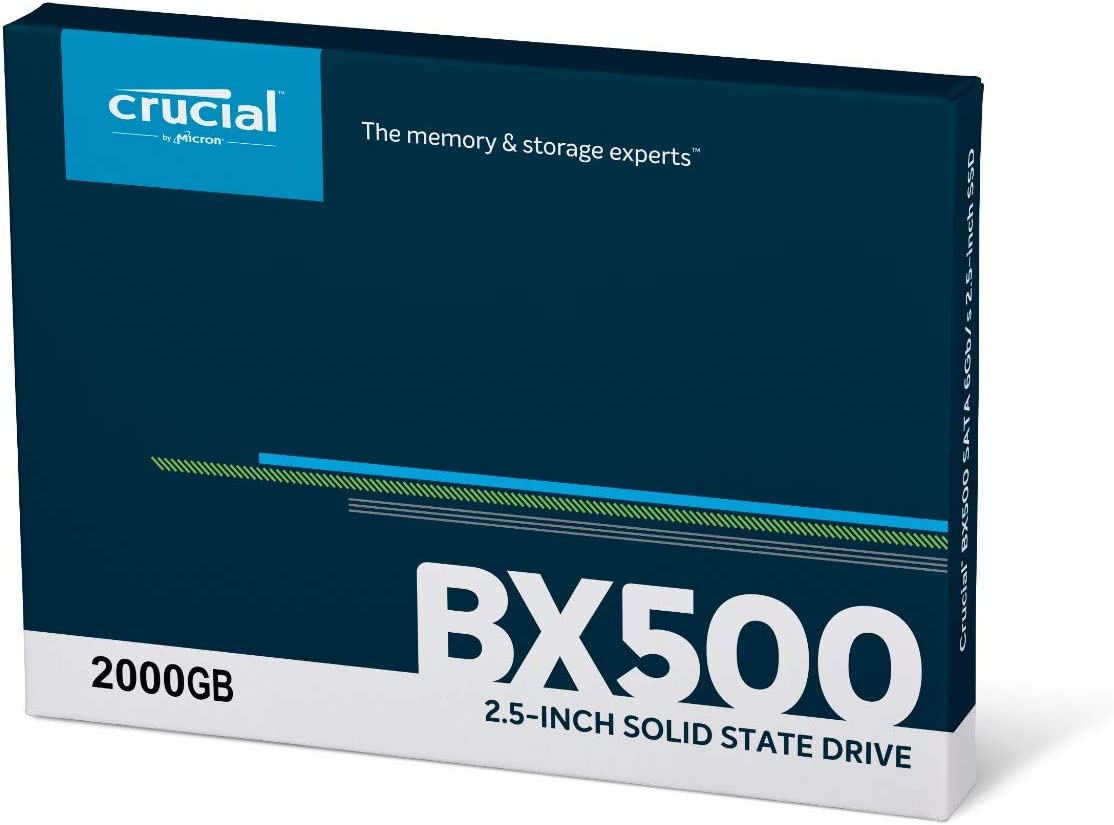 crucial™
by Micron®
The memory & storage experts™
Crucial® BX500 SATA 6Gb/s 2.5-inch SSD
BX500
2000GB
2.5-INCH SOLID STATE DRIVE